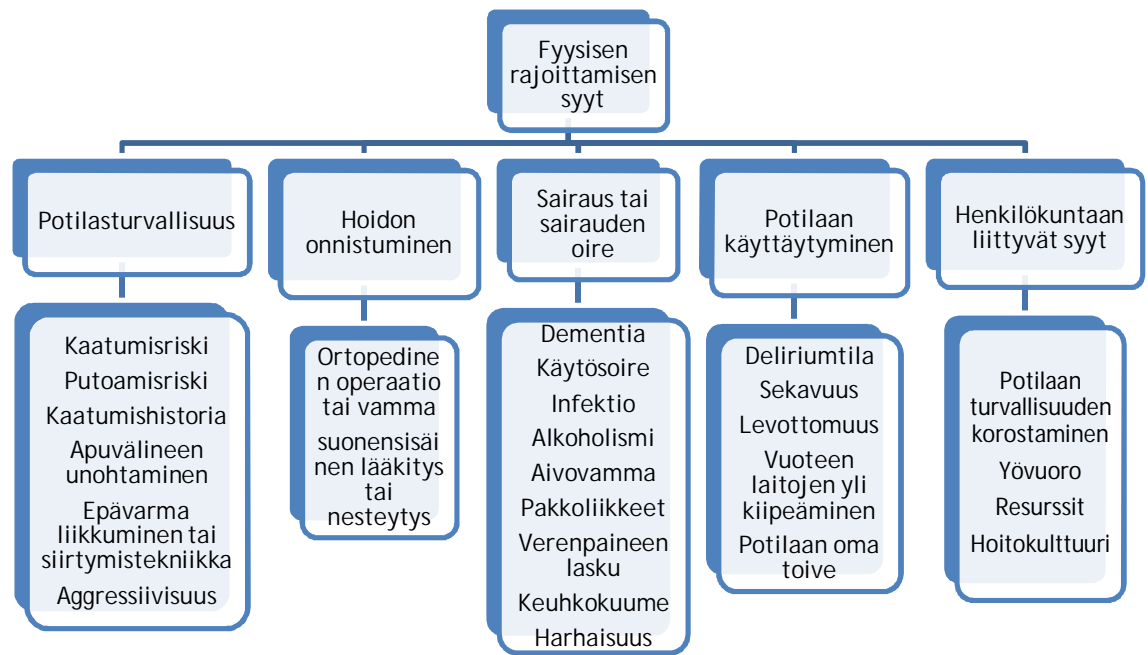 Fyysisen
rajoittamisen
syyt
Potilasturvallisuus
Hoidon
onnistuminen
Sairaus tai
sairauden
oire
Potilaan
käyttäytyminen
Henkilökuntaan
liittyvät syyt
Kaatumisriski
Putoamisriski
Kaatumishistoria
Apuvälineen
unohtaminen
Epävarma
liikkuminen tai
siirtymistekniikka
Aggressiivisuus
Ortopedine
n operaatio
tai vamma
suonensisäi
nen lääkitys
tai
nesteytys
Dementia
Käytösoire
Infektio
Alkoholismi
Aivovamma
Pakkoliikkeet
Verenpaineen
lasku
Keuhkokuume
Harhaisuus
Deliriumtila
Sekavuus
Levottomuus
Vuoteen
laitojen yli
kiipeäminen
Potilaan oma
toive
Potilaan
turvallisuuden
korostaminen
Yövuoro
Resurssit
Hoitokulttuuri